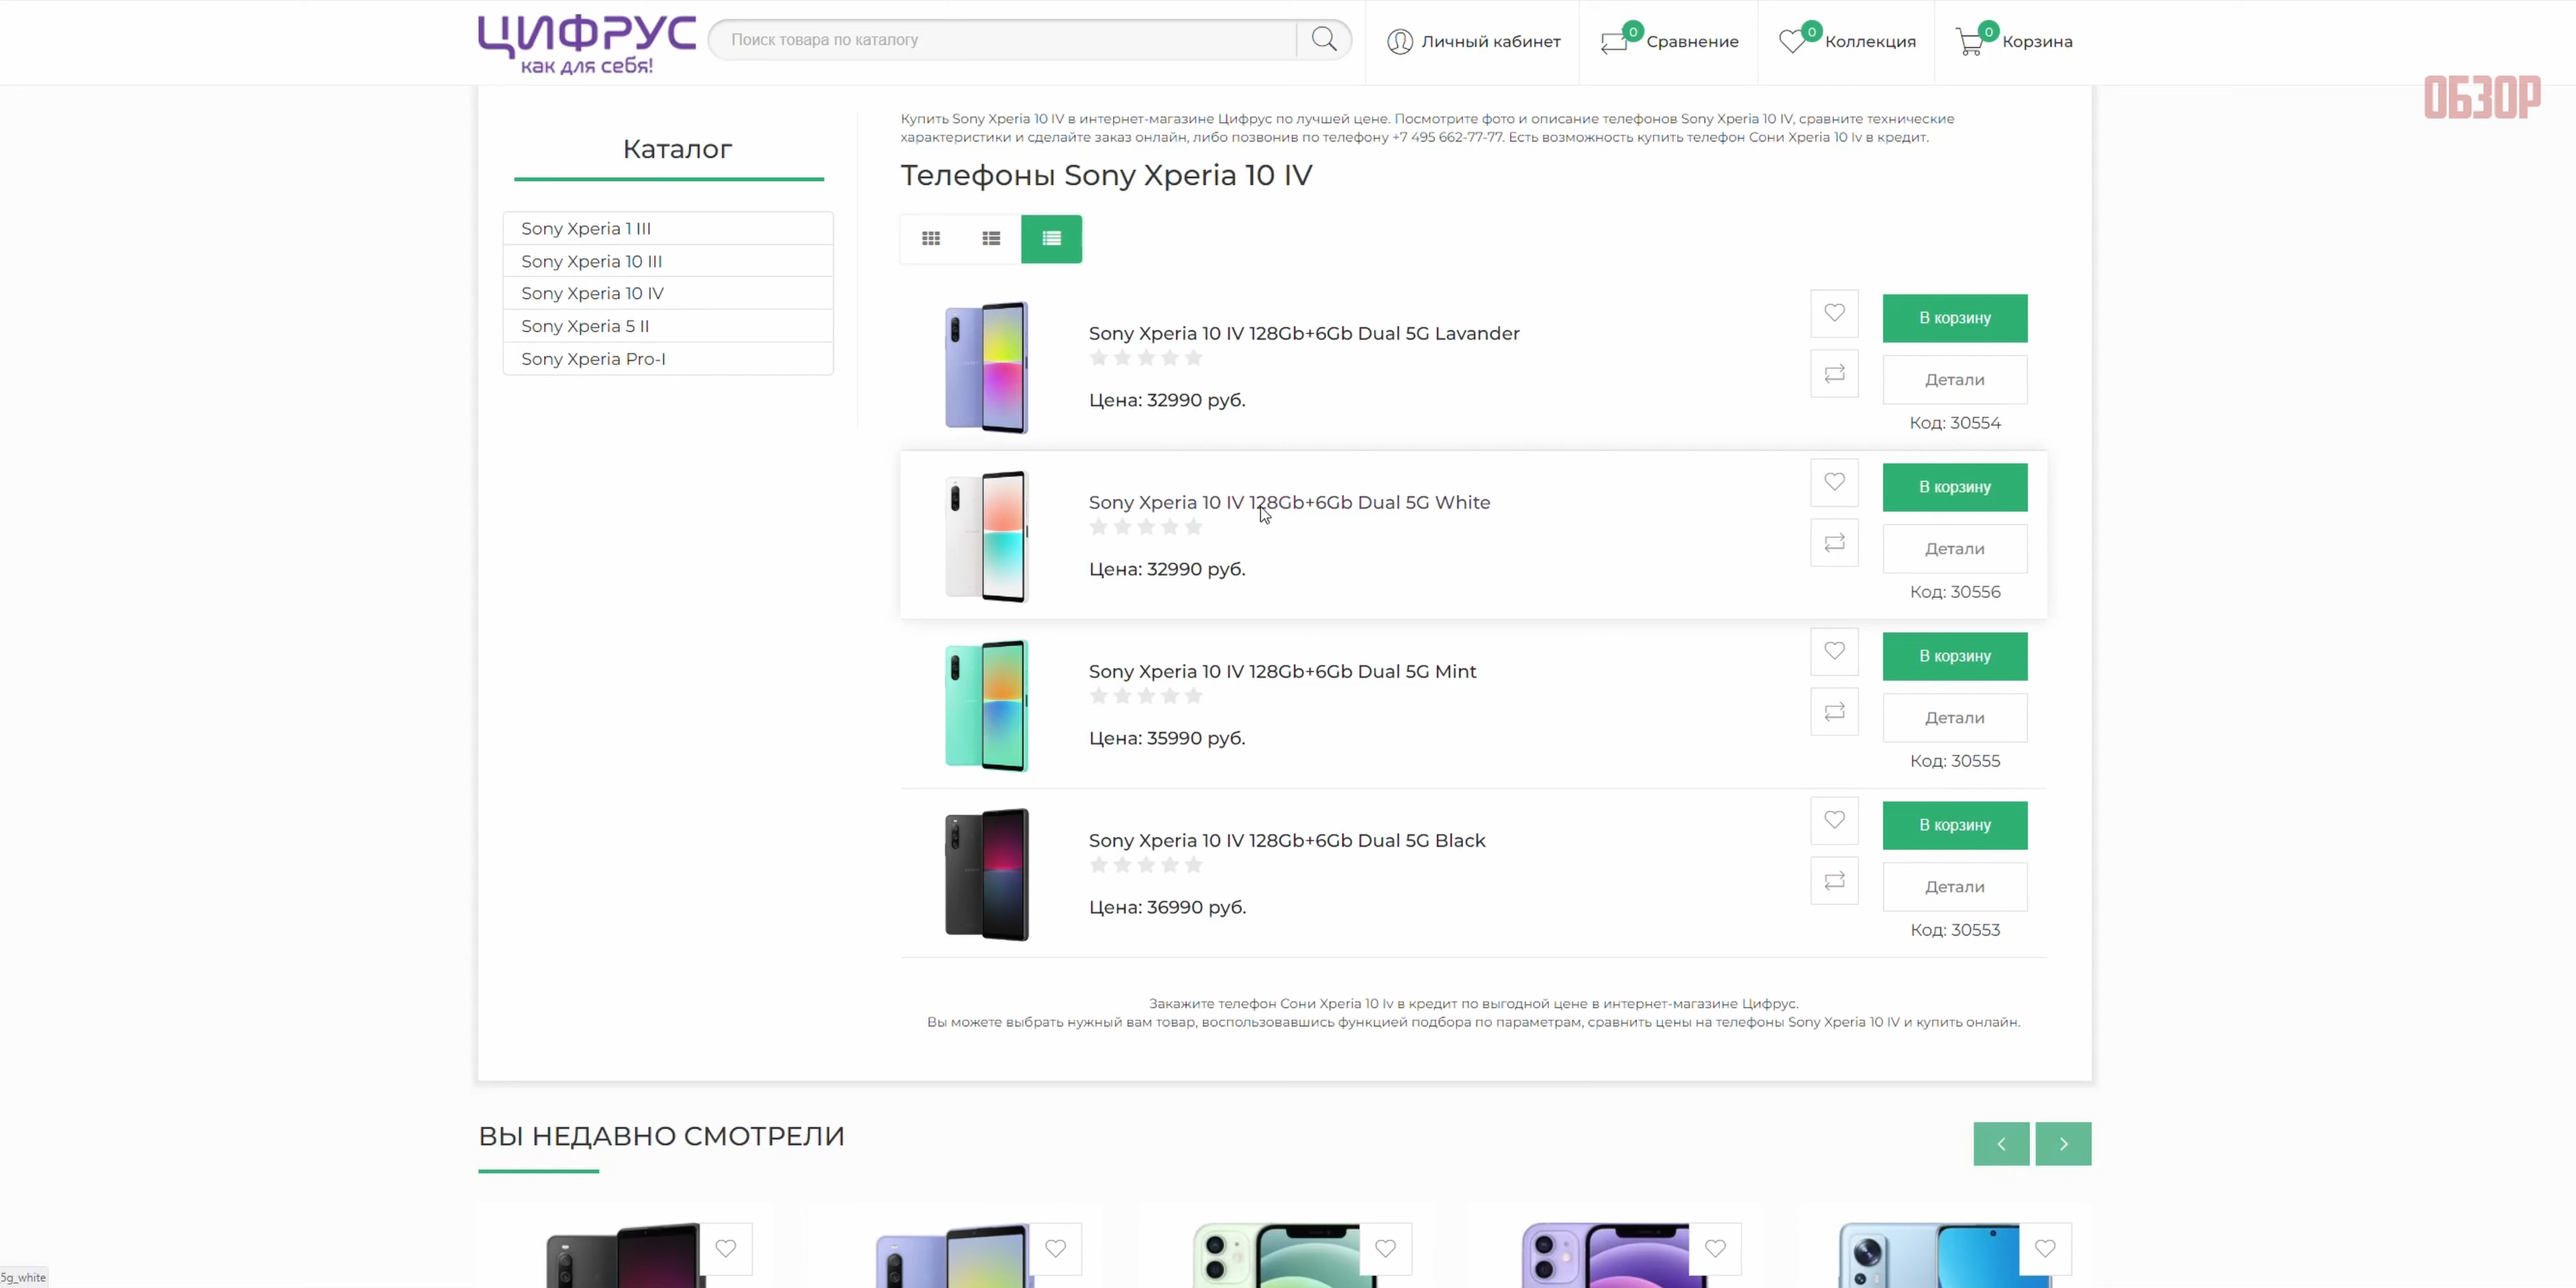 ЦИФРУС
как для себя!
Поиск товара по каталогу
Личный кабинет
0
Сравнение
0
Коллекция
0
Корзина
ОБЗОР
Купить Sony Xperia 10 IV в интернет-магазине Цифрус по лучшей цене. Посмотрите фото и описание телефонов Sony Xperia 10 IV, сравните технические
характеристики и сделайте заказ онлайн, либо позвонив по телефону +7 495 662-77-77. Есть возможность купить телефон Сони Xperia 10 Iv в кредит.
Каталог
Sony Xperia 1 III
Sony Xperia 10 III
Sony Xperia 10 IV
Sony Xperia 5 II
Sony Xperia Pro-I
Телефоны Sony Xperia 10 IV
Sony Xperia 10 IV 128Gb+6Gb Dual 5G Lavander
Цена: 32990 руб.
В корзину
Детали
Код: 30554
Sony Xperia 10 IV 128Gb+6Gb Dual 5G White
Цена: 32990 руб.
В корзину
Детали
Код: 30556
Sony Xperia 10 IV 128Gb+6Gb Dual 5G Mint
Цена: 35990 руб.
В корзину
Детали
Код: 30555
Sony Xperia 10 IV 128Gb+6Gb Dual 5G Black
Цена: 36990 руб.
В корзину
Детали
Код: 30553
Закажите телефон Сони Xperia 10 Iv в кредит по выгодной цене в интернет-магазине Цифрус.
Вы можете выбрать нужный вам товар, воспользовавшись функцией подбора по параметрам, сравнить цены на телефоны Sony Xperia 10 IV и купить онлайн.
ВЫ НЕДАВНО СМОТРЕЛИ
5g_white